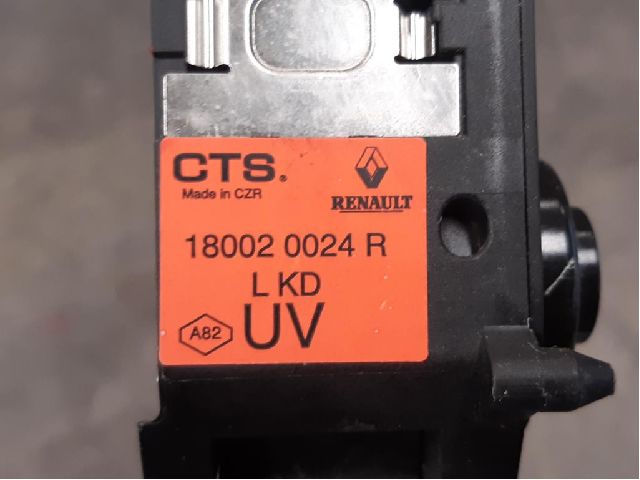 CTS.®
Made in CZR
RENAULT
18002 0024 R
L KD
A82
UV